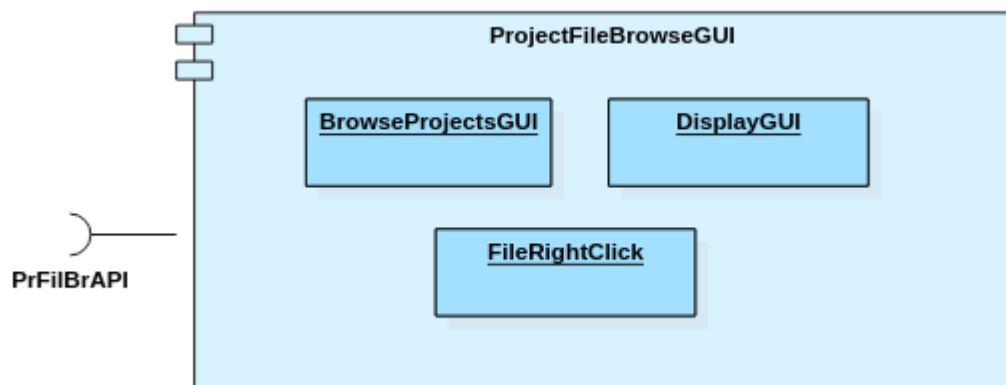 ProjectFileBrowseGUI
BrowseProjectsGUI
DisplayGUI
FileRightClick
PrFilBrAPI